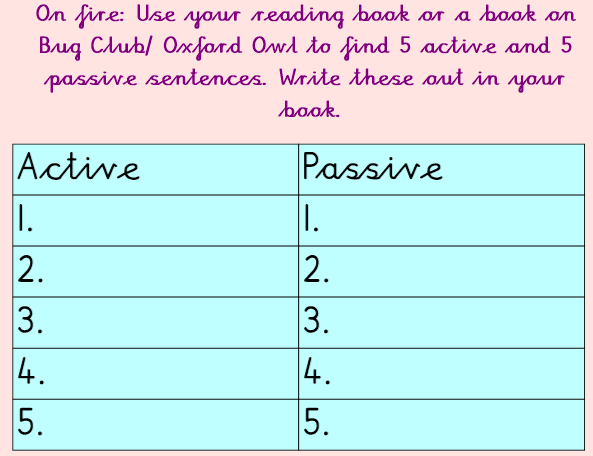 On fire: Use your reading book or a book on
Bug Club/ Oxford Owl to find 5 active and 5
passive sentences. Write these out in your
book.
Active Passive
1. 1.
2. 2.
3. 3.
4. 4.
5. 5.